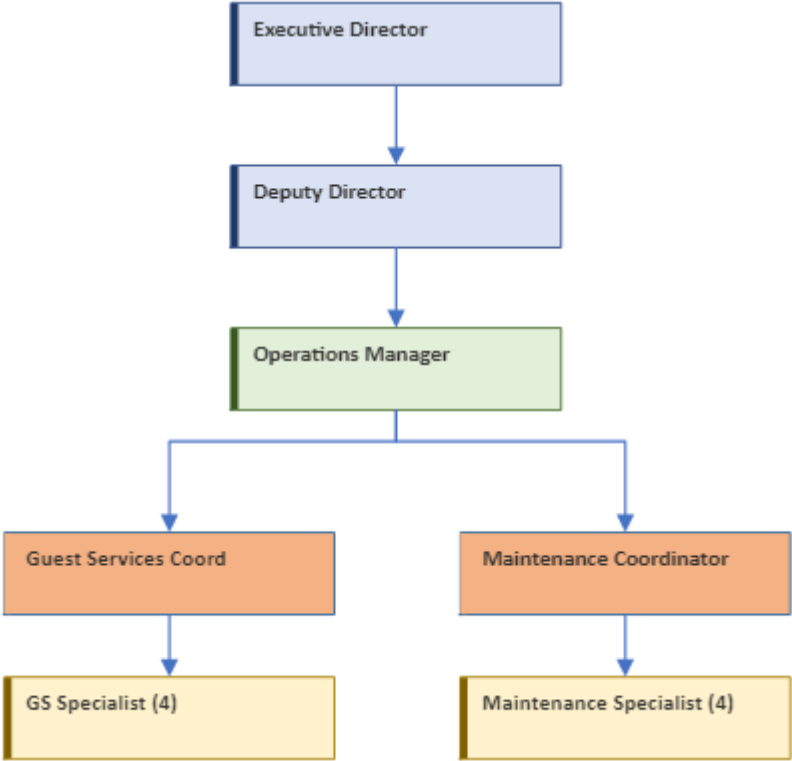 Executive Director
Deputy Director
Operations Manager
Guest Services Coord
Maintenance Coordinator
GS Specialist (4)
Maintenance Specialist (4)